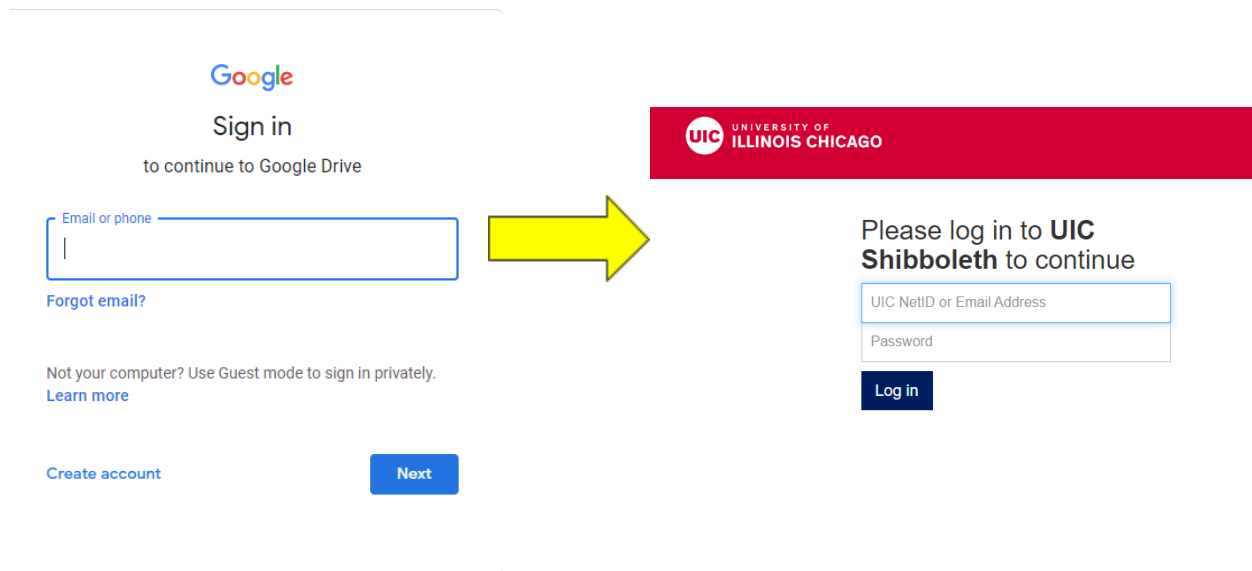 Google
Sign in
to continue to Google Drive
Email or phone
Forgot email?
Not your computer? Use Guest mode to sign in privately.
Learn more
Create account
Next
UIC
UNIVERSITY OF
ILLINOIS CHICAGO
Please log in to UIC
Shibboleth to continue
UIC NetID or Email Address
Password
Log in